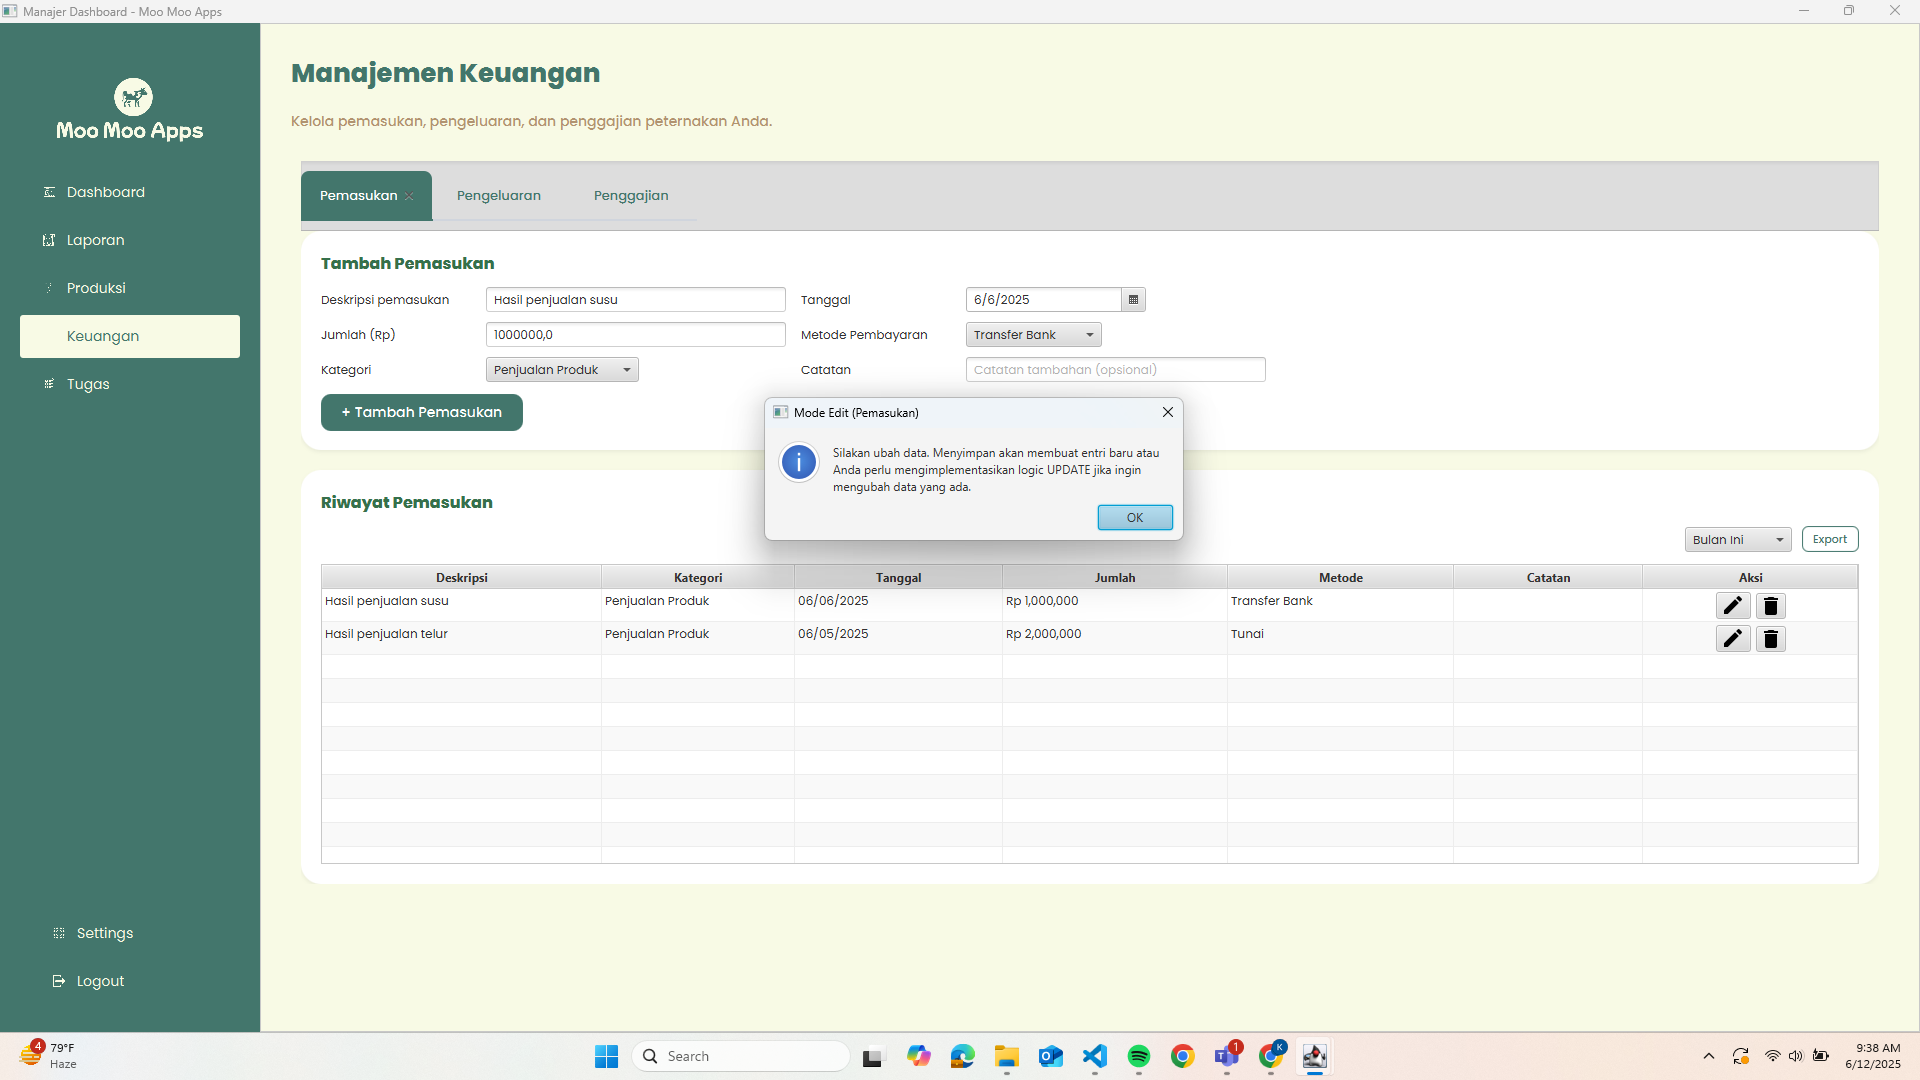 Manajer Dashboard - Moo Moo Apps
Moo Moo Apps
Dashboard
Laporan
Produksi
Keuangan
Tugas
Settings
Logout
Manajemen Keuangan
Kelola pemasukan, pengeluaran, dan penggajian peternakan Anda.
Pemasukan
Pengeluaran
Penggajian
Tambah Pemasukan
Deskripsi pemasukan
Hasil penjualan susu
Tanggal
6/6/2025
Jumlah (Rp)
1000000,0
Metode Pembayaran
Transfer Bank
Kategori
Penjualan Produk
Catatan
Catatan tambahan (opsional)
+ Tambah Pemasukan
Mode Edit (Pemasukan)
Silakan ubah data. Menyimpan akan membuat entri baru atau
Anda perlu mengimplementasikan logic UPDATE jika ingin
mengubah data yang ada.
OK
Riwayat Pemasukan
Bulan Ini
Export
Deskripsi Kategori Tanggal Jumlah Metode Catatan Aksi
Hasil penjualan susu Penjualan Produk 06/06/2025 Rp 1,000,000 Transfer Bank
Hasil penjualan telur Penjualan Produk 06/05/2025 Rp 2,000,000 Tunai
4
79°F
Haze
Search
1
K
9:38 AM
6/12/2025